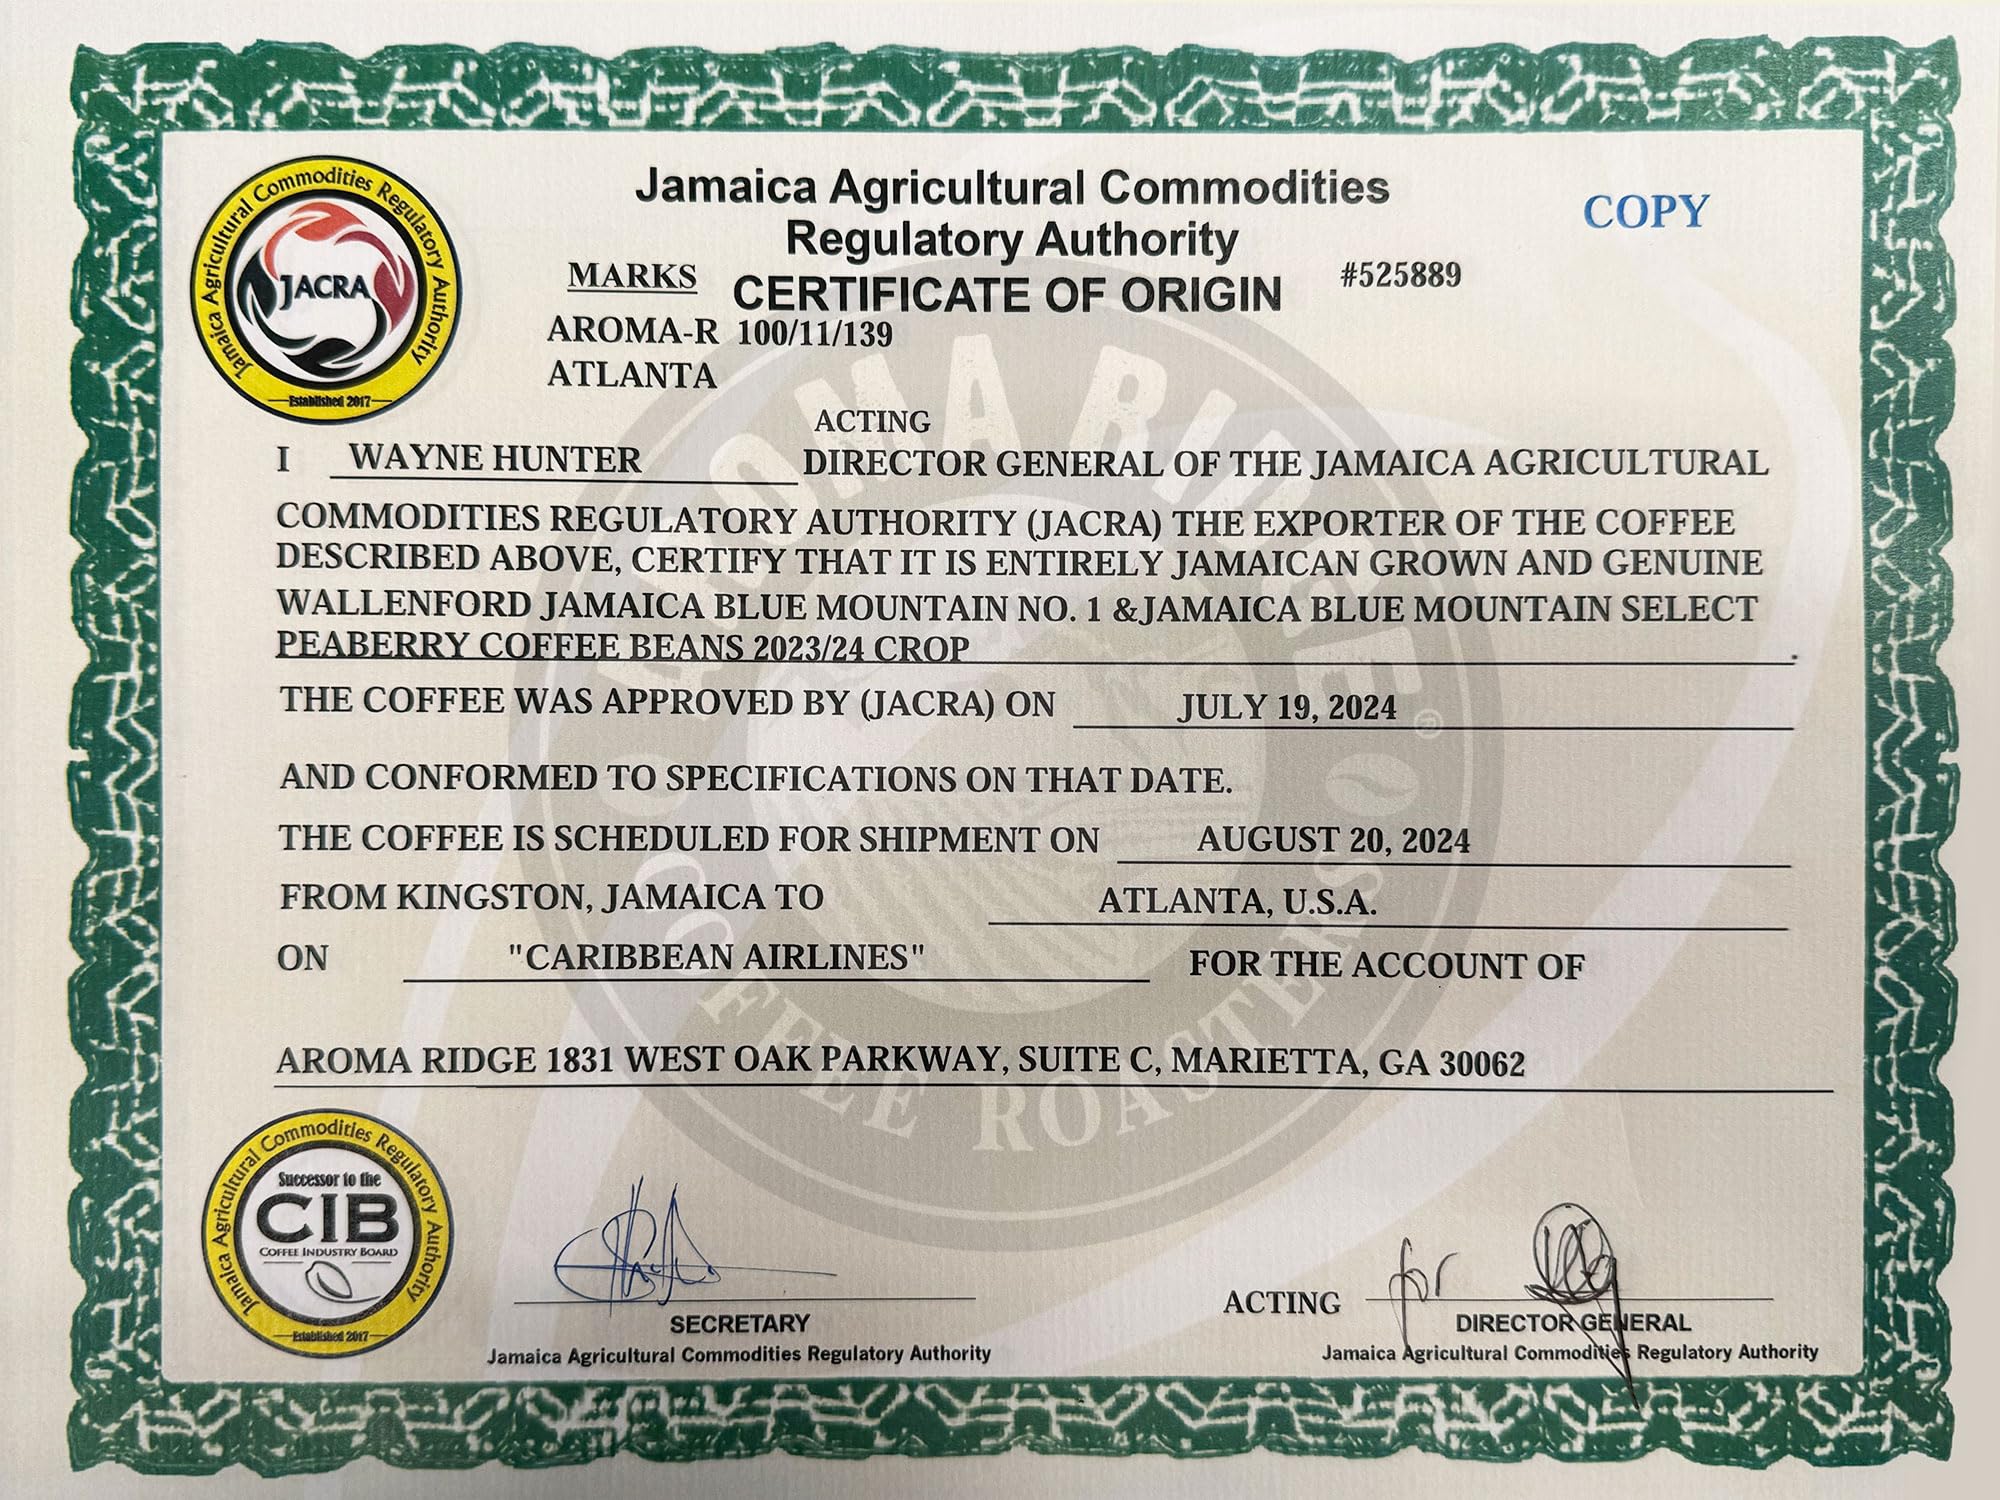 Jamaica Agricultural Commodities
Regulatory Authority
COPY
MARKS
CERTIFICATE OF ORIGIN
#525889
AROMA-R 100/11/139
ATLANTA
Jamaica Agricultural Commodities Regulatory Authority
JACRA
Established 2017
ACTING
I WAYNE HUNTER DIRECTOR GENERAL OF THE JAMAICA AGRICULTURAL
COMMODITIES REGULATORY AUTHORITY (JACRA) THE EXPORTER OF THE COFFEE
DESCRIBED ABOVE, CERTIFY THAT IT IS ENTIRELY JAMAICAN GROWN AND GENUINE
WALLENFORD JAMAICA BLUE MOUNTAIN NO. 1 &JAMAICA BLUE MOUNTAIN SELECT
PEABERRY COFFEE BEANS 2023/24 CROP .
THE COFFEE WAS APPROVED BY (JACRA) ON JULY 19, 2024
AND CONFORMED TO SPECIFICATIONS ON THAT DATE.
THE COFFEE IS SCHEDULED FOR SHIPMENT ON AUGUST 20, 2024
FROM KINGSTON, JAMAICA TO ATLANTA, U.S.A.
ON "CARIBBEAN AIRLINES" FOR THE ACCOUNT OF
AROMA RIDGE 1831 WEST OAK PARKWAY, SUITE C, MARIETTA, GA 30062
AROMA RIDGE ®
COFFEE ROASTERS
Jamaica Agricultural Commodities Regulatory Authority
Successor to the
CIB
COFFEE INDUSTRY BOARD
Established 2017
SECRETARY
Jamaica Agricultural Commodities Regulatory Authority
ACTING for
DIRECTOR GENERAL
Jamaica Agricultural Commodities Regulatory Authority